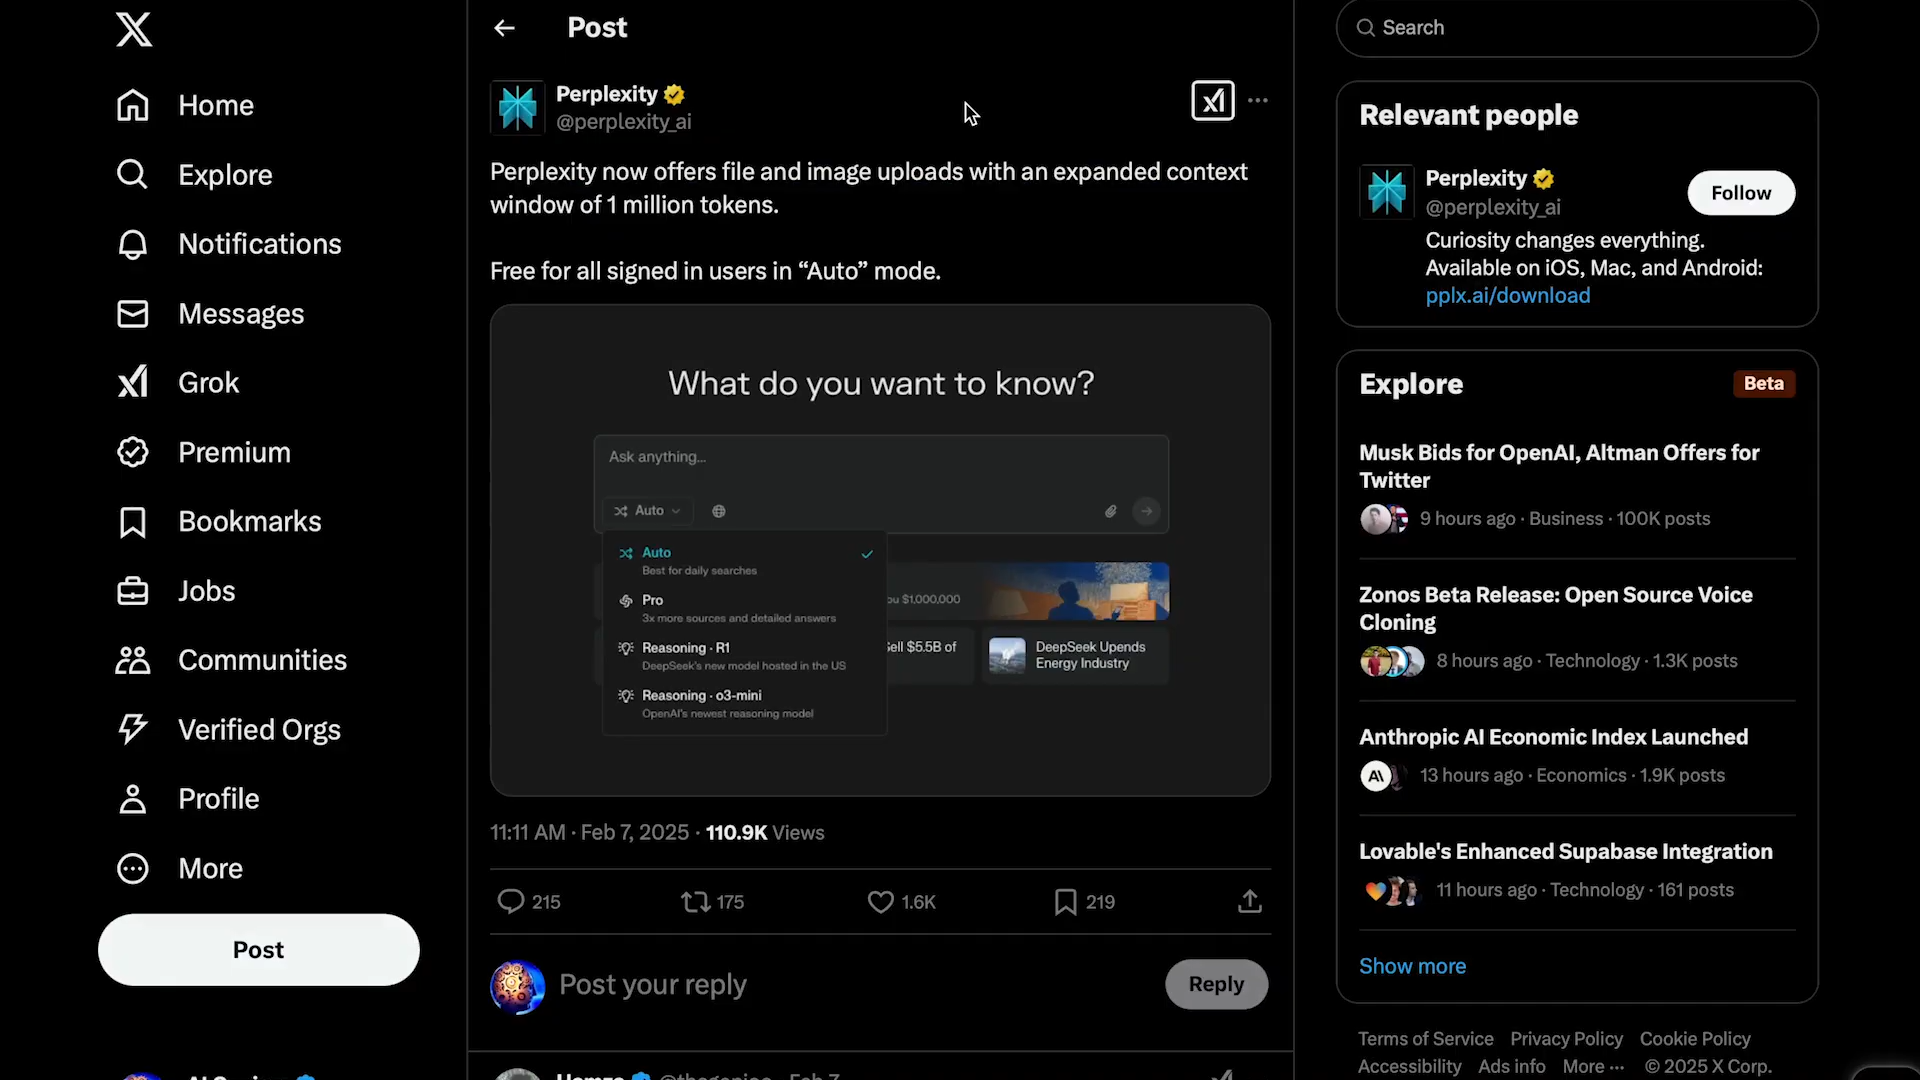 Home
Explore
Notifications
Messages
Grok
Premium
Bookmarks
Jobs
Communities
Verified Orgs
Profile
More
Post
Post
Perplexity
@perplexity_ai
Perplexity now offers file and image uploads with an expanded context
window of 1 million tokens.
Free for all signed in users in “Auto” mode.
What do you want to know?
Ask anything...
Auto
Auto
Best for daily searches
Pro
3x more sources and detailed answers
Reasoning · R1
DeepSeek's new model hosted in the US
Reasoning · o3-mini
OpenAI's newest reasoning model
$1,000,000
$5.5B of
DeepSeek Upends
Energy Industry
11:11 AM · Feb 7, 2025 · 110.9K Views
215
175
1.6K
219
Post your reply
Reply
Feb 7
Search
Relevant people
Perplexity
@perplexity_ai
Follow
Curiosity changes everything.
Available on iOS, Mac, and Android:
pplx.ai/download
Explore
Beta
Musk Bids for OpenAI, Altman Offers for
Twitter
9 hours ago · Business · 100K posts
Zonos Beta Release: Open Source Voice
Cloning
8 hours ago · Technology · 1.3K posts
Anthropic AI Economic Index Launched
13 hours ago · Economics · 1.9K posts
Lovable's Enhanced Supabase Integration
11 hours ago · Technology · 161 posts
Show more
Terms of Service Privacy Policy Cookie Policy
Accessibility Ads info More ··· © 2025 X Corp.